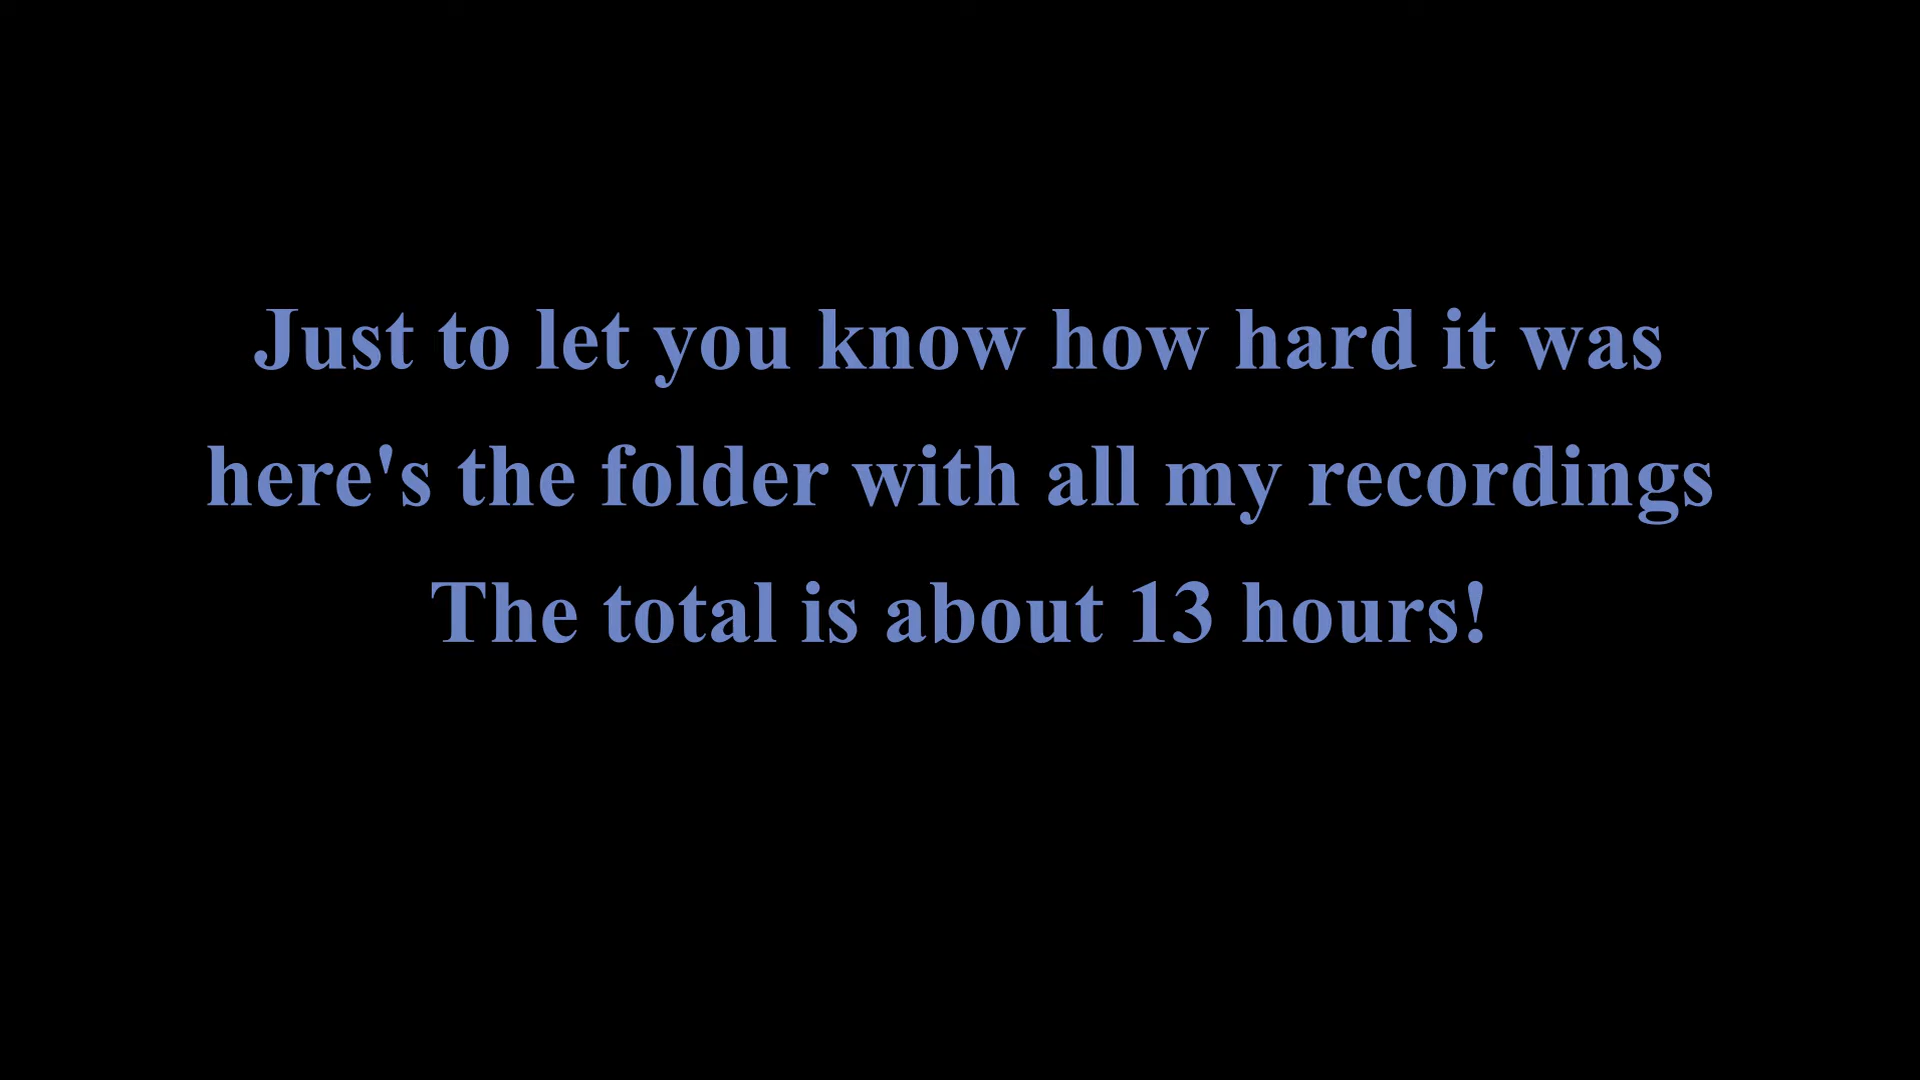 Just to let you know how hard it was
here's the folder with all my recordings
The total is about 13 hours!